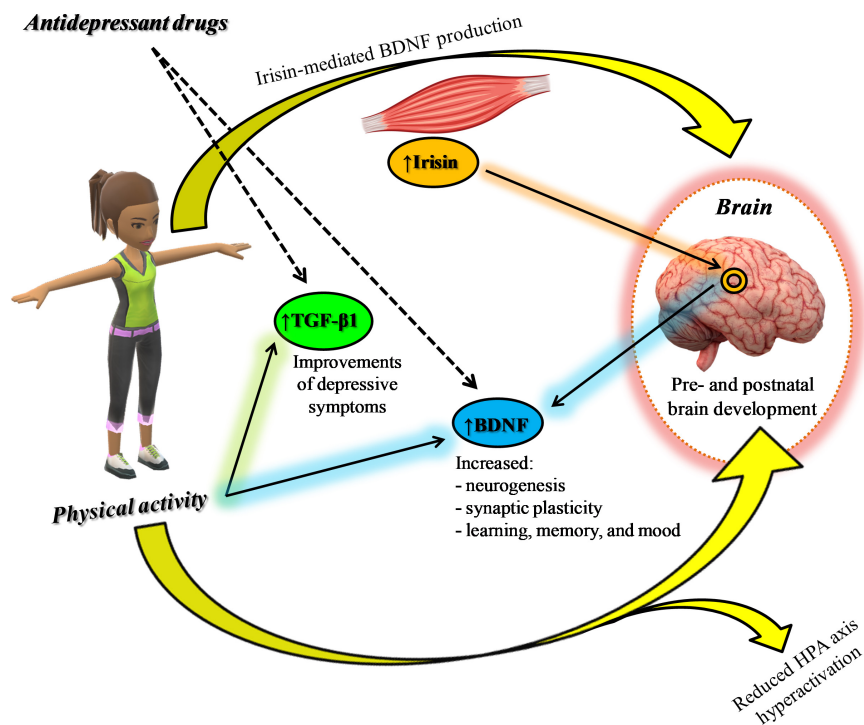 Antidepressant drugs
Irisin-mediated BDNF production
↑Irisin
Brain
↑TGF-β1
Improvements
of depressive
symptoms
Pre- and postnatal
brain development
↑BDNF
Increased:
- neurogenesis
- synaptic plasticity
- learning, memory, and mood
Physical activity
Reduced HPA axis
hyperactivation